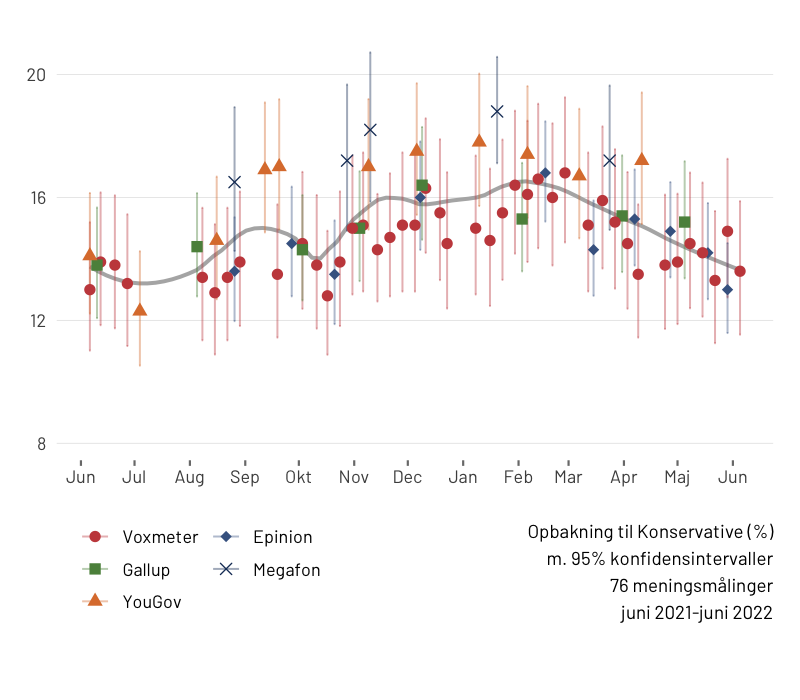 20
16
12
8
Jun Jul Aug Sep Okt Nov Dec Jan Feb Mar Apr Maj Jun
Voxmeter Epinion
Gallup Megafon
YouGov
Opbakning til Konservative (%)
m. 95% konfidensintervaller
76 meningsmålinger
juni 2021-juni 2022